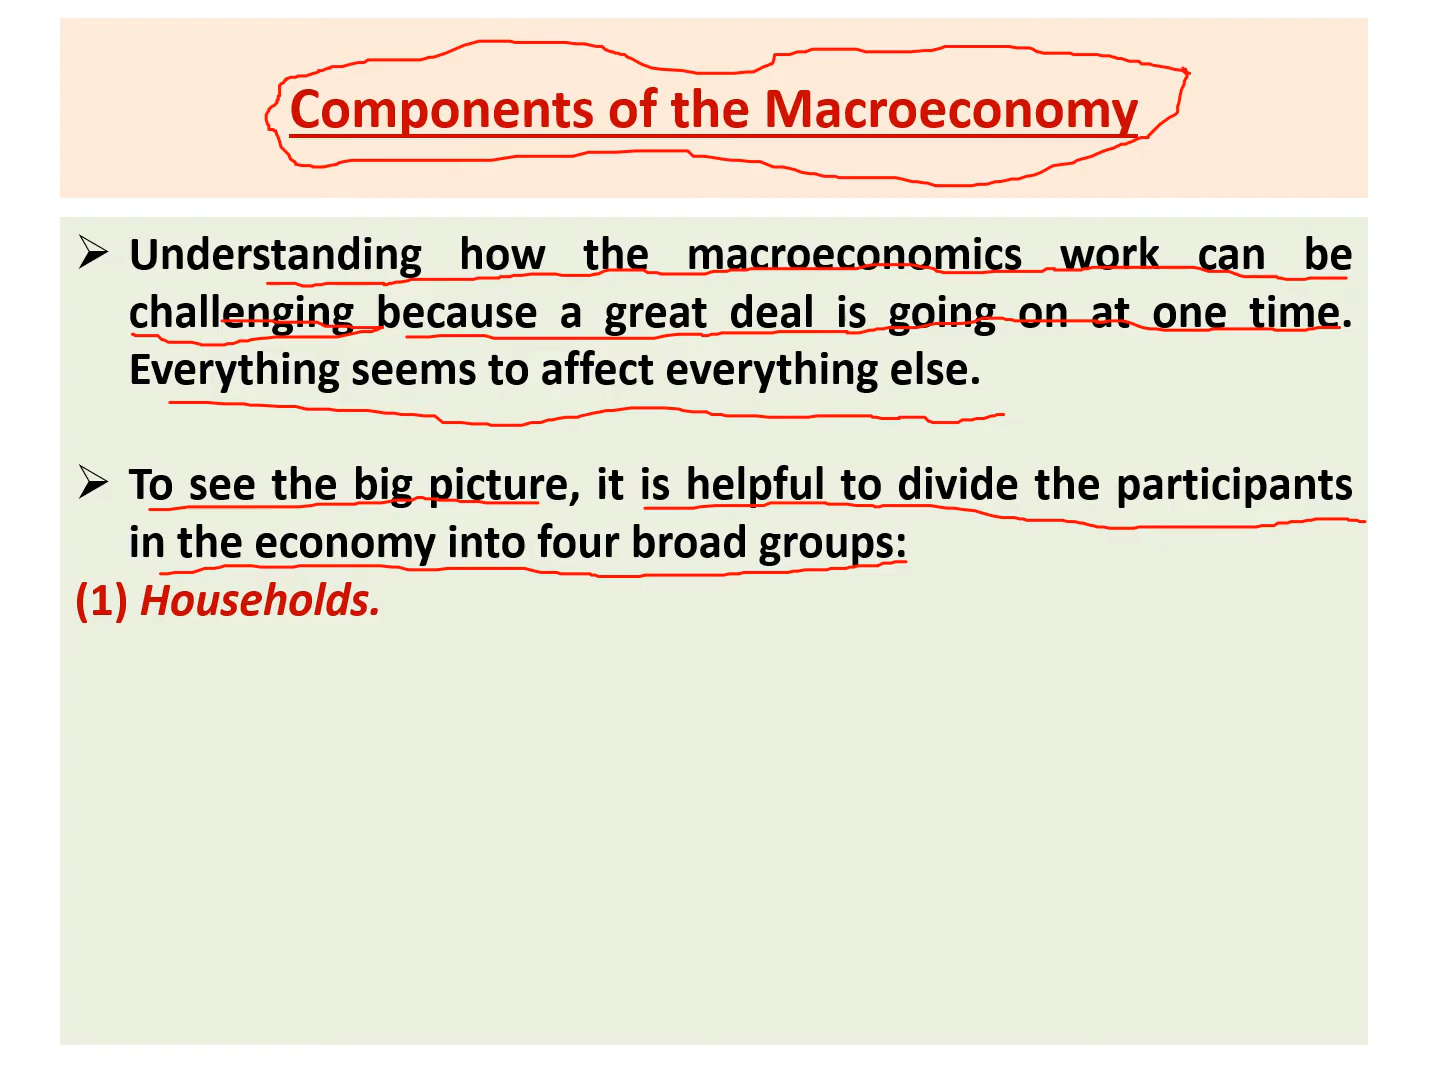 Components of the Macroeconomy
➢ Understanding how the macroeconomics work can be
challenging because a great deal is going on at one time.
Everything seems to affect everything else.
➢ To see the big picture, it is helpful to divide the participants
in the economy into four broad groups:
(1) Households.